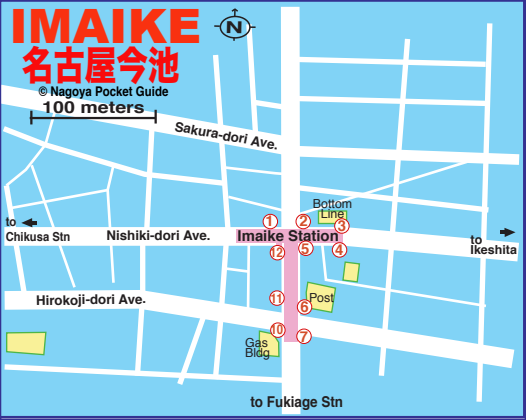 IMAIKE
名古屋今池
© Nagoya Pocket Guide
100 meters
N
Sakura-dori Ave.
Bottom
Line
1
2
3
to
Chikusa Stn
Nishiki-dori Ave.
Imaike Station
to
Ikeshita
12
5
4
Hirokoji-dori Ave.
11
Post
6
10
7
Gas
Bldg
to Fukiage Stn